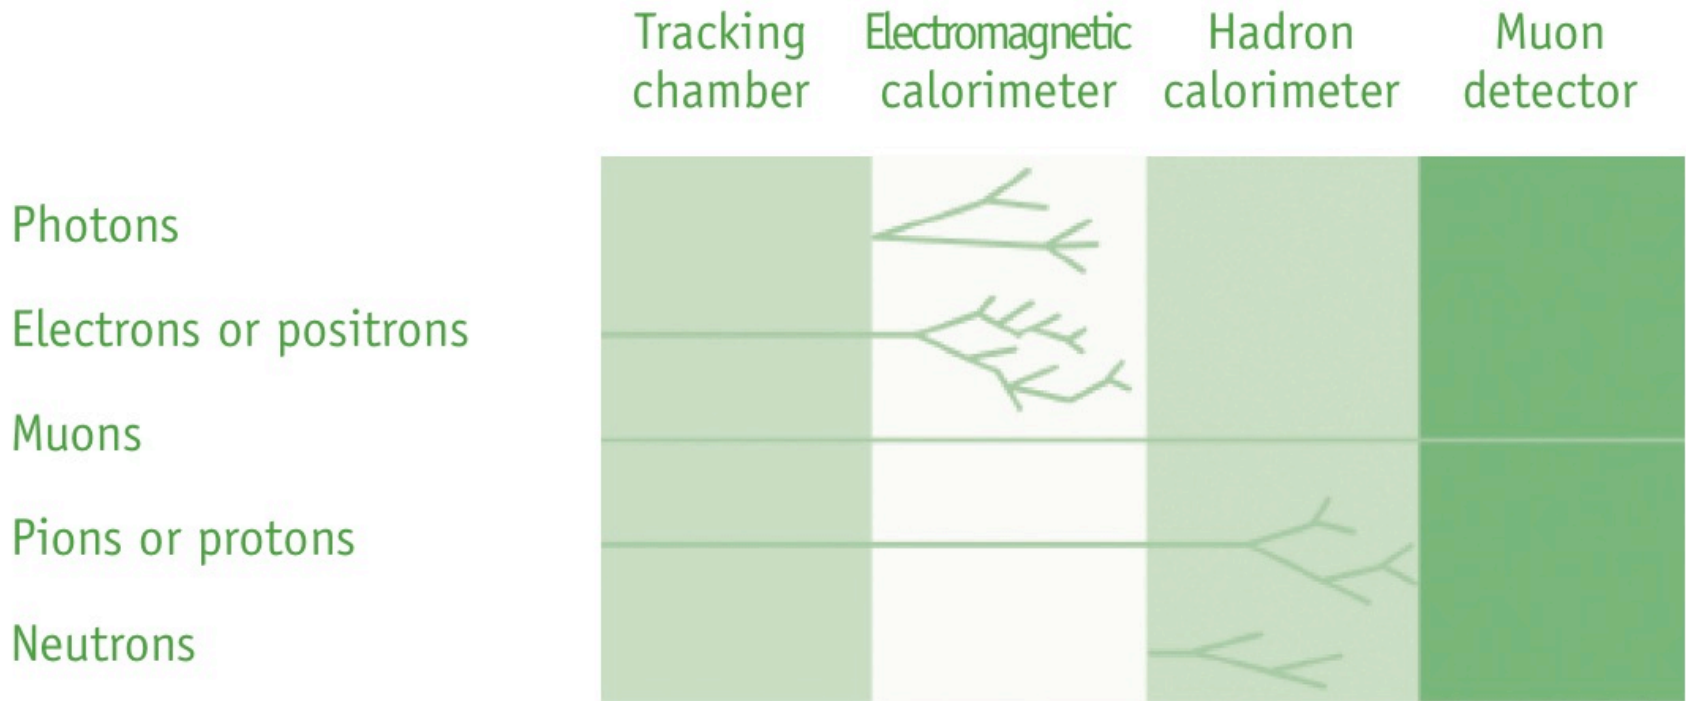 Tracking chamber
Electromagnetic calorimeter
Hadron calorimeter
Muon detector
Photons
Electrons or positrons
Muons
Pions or protons
Neutrons